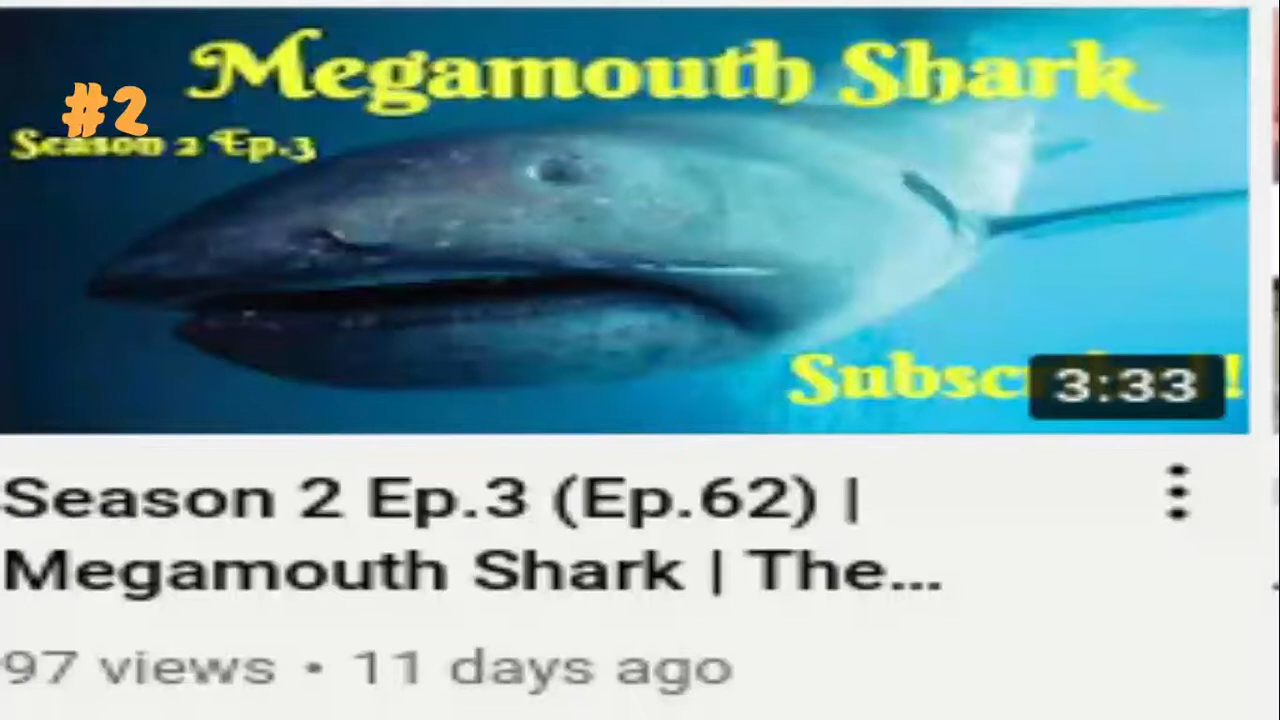 Megamouth Shark
#2
Season 2 Ep.3
Subsc !
3:33
Season 2 Ep.3 (Ep.62) |
Megamouth Shark | The...
97 views • 11 days ago